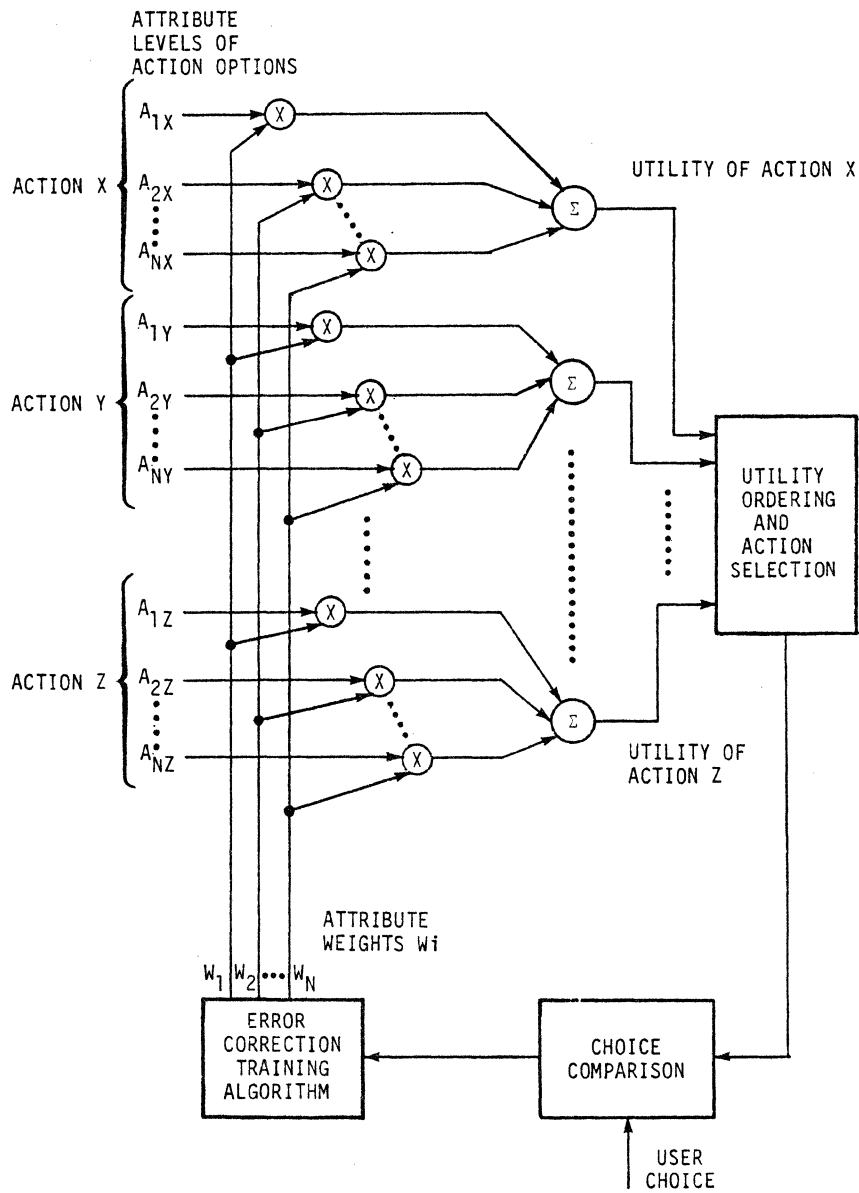 ATTRIBUTE
LEVELS OF
ACTION OPTIONS
ACTION X
A1X
X
A2X
X
ANX
X
Σ
UTILITY OF ACTION X
ACTION Y
A1Y
X
A2Y
X
ANY
X
Σ
UTILITY
ORDERING
AND
ACTION
SELECTION
ACTION Z
A1Z
X
A2Z
X
ANZ
X
Σ
UTILITY OF
ACTION Z
ATTRIBUTE
WEIGHTS Wi
W1 W2 WN
ERROR
CORRECTION
TRAINING
ALGORITHM
CHOICE
COMPARISON
USER
CHOICE